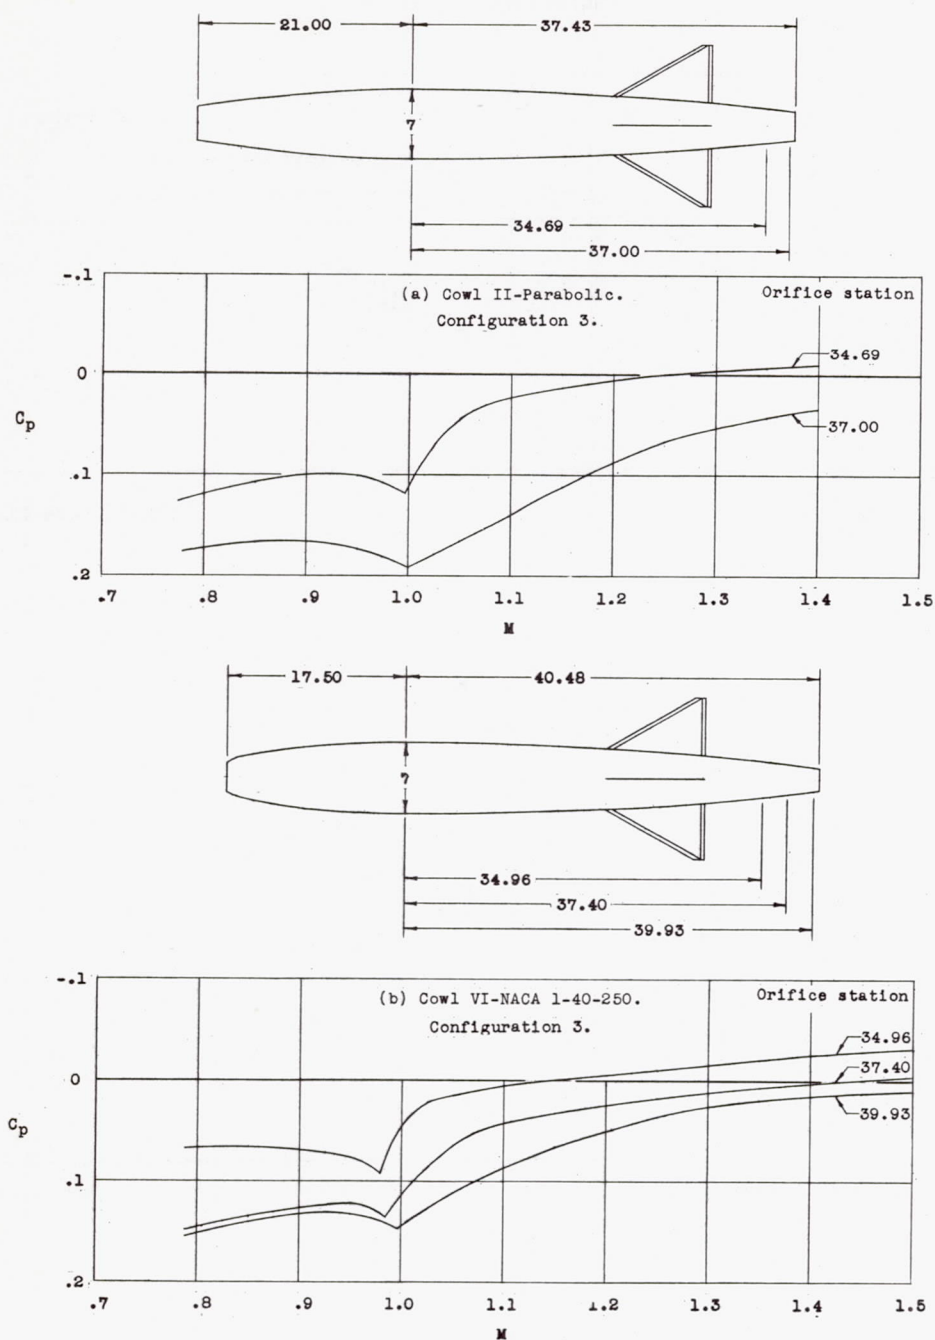 21.00
37.43
7
34.69
37.00
-.1
(a) Cowl II-Parabolic.
Orifice station
Configuration 3.
34.69
0
Cp
37.00
.1
.2
.7 .8 .9 1.0 1.1 1.2 1.3 1.4 1.5
M
17.50
40.48
7
34.96
37.40
39.93
-.1
(b) Cowl VI-NACA 1-40-250.
Orifice station
Configuration 3.
34.96
37.40
0
39.93
Cp
.1
.2
.7 .8 .9 1.0 1.1 1.2 1.3 1.4 1.5
M